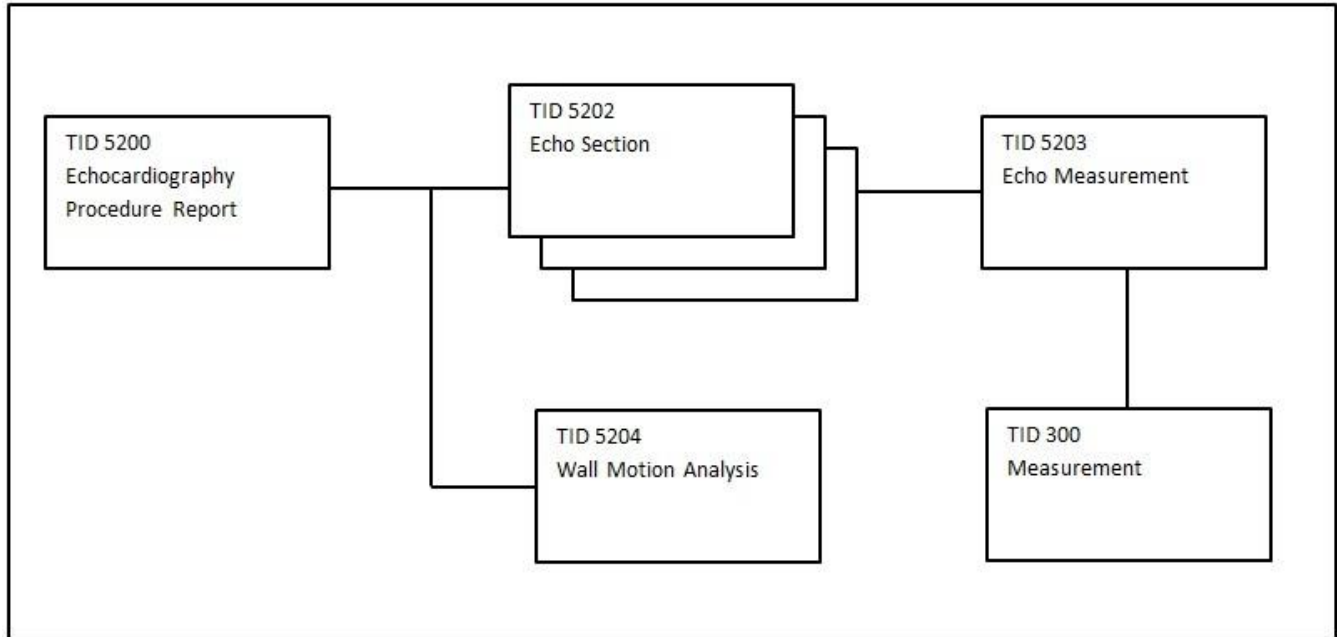 TID 5200
Echocardiography
Procedure Report
TID 5202
Echo Section
TID 5203
Echo Measurement
TID 5204
Wall Motion Analysis
TID 300
Measurement